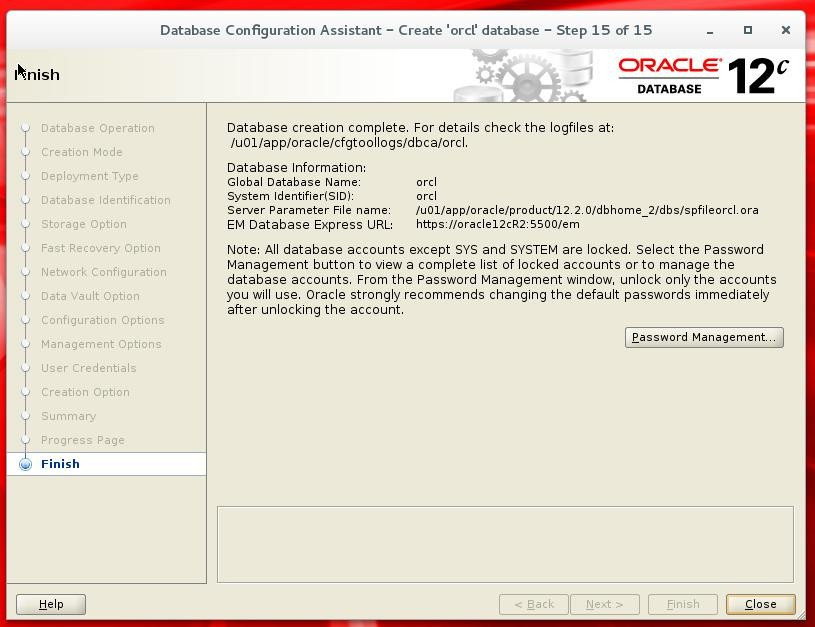 Database Configuration Assistant - Create 'orcl' database - Step 15 of 15
Finish
ORACLE
DATABASE
12c
Database Operation
Creation Mode
Deployment Type
Database Identification
Storage Option
Fast Recovery Option
Network Configuration
Data Vault Option
Configuration Options
Management Options
User Credentials
Creation Option
Summary
Progress Page
Finish
Database creation complete. For details check the logfiles at:
/u01/app/oracle/cfgtoollogs/dbca/orcl.
Database Information:
Global Database Name: orcl
System Identifier(SID): orcl
Server Parameter File name: /u01/app/oracle/product/12.2.0/dbhome_2/dbs/spfileorcl.ora
EM Database Express URL: https://oracle12cR2:5500/em
Note: All database accounts except SYS and SYSTEM are locked. Select the Password
Management button to view a complete list of locked accounts or to manage the
database accounts. From the Password Management window, unlock only the accounts
you will use. Oracle strongly recommends changing the default passwords immediately
after unlocking the account.
Password Management...
Help
< Back
Next >
Finish
Close